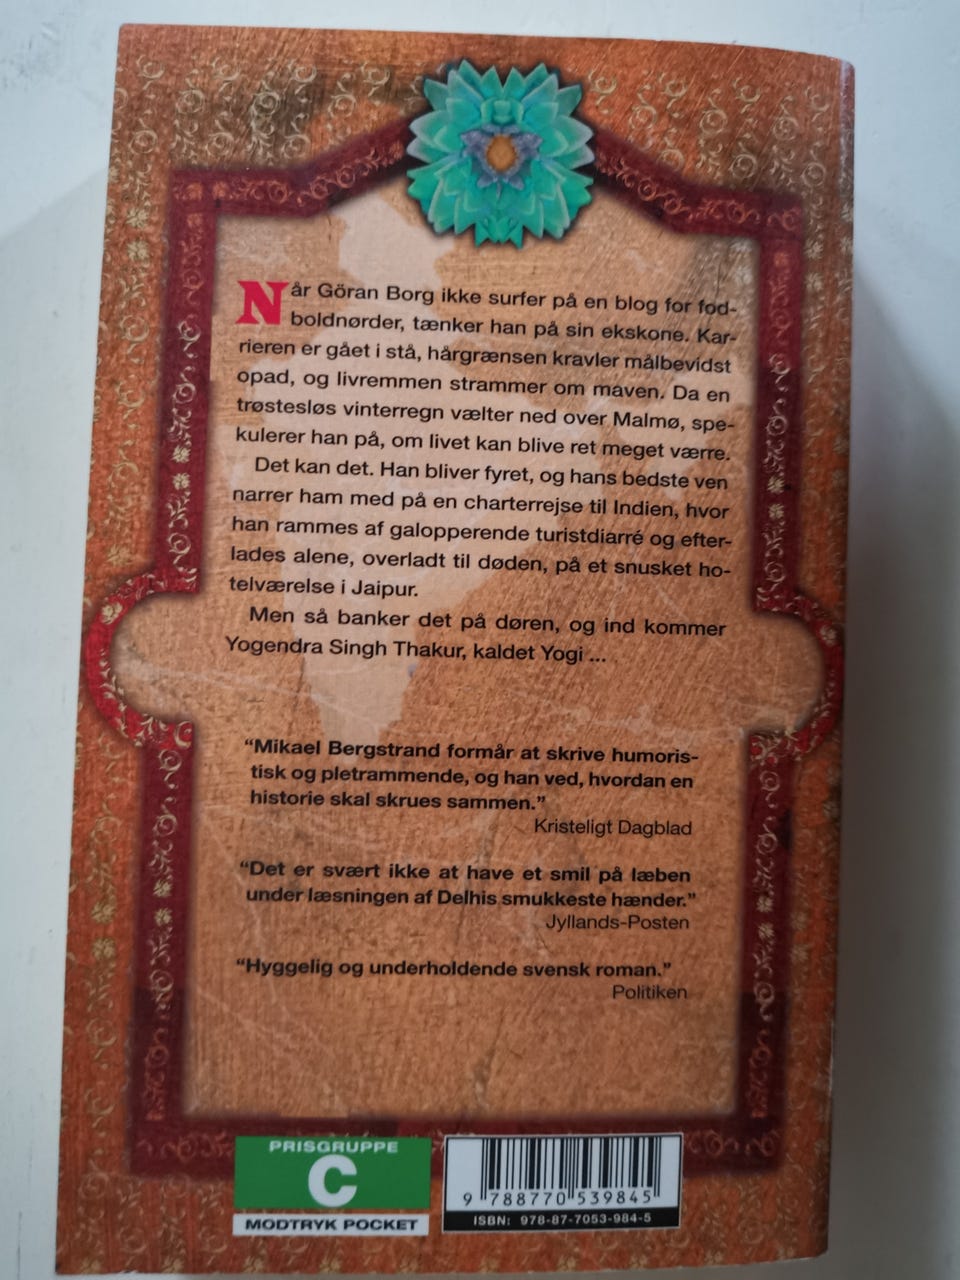 Når Göran Borg ikke surfer på en blog for fod-
boldnørder, tænker han på sin ekskone. Kar-
rieren er gået i stå, hårgrænsen kravler målbevidst
opad, og livremmen strammer om maven. Da en
trøstesløs vinterregn vælter ned over Malmø, spe-
kulerer han på, om livet kan blive ret meget værre.
Det kan det. Han bliver fyret, og hans bedste ven
narrer ham med på en charterrejse til Indien, hvor
han rammes af galopperende turistdiarré og efter-
lades alene, overladt til døden, på et snusket ho-
telværelse i Jaipur.
Men så banker det på døren, og ind kommer
Yogendra Singh Thakur, kaldet Yogi ...
“Mikael Bergstrand formår at skrive humoris-
tisk og pletrammende, og han ved, hvordan en
historie skal skrues sammen.”
Kristeligt Dagblad
“Det er svært ikke at have et smil på læben
under læsningen af Delhis smukkeste hænder.”
Jyllands-Posten
“Hyggelig og underholdende svensk roman.”
Politiken
PRISGRUPPE
C
MODTRYK POCKET
9 788770 539845
ISBN: 978-87-7053-984-5